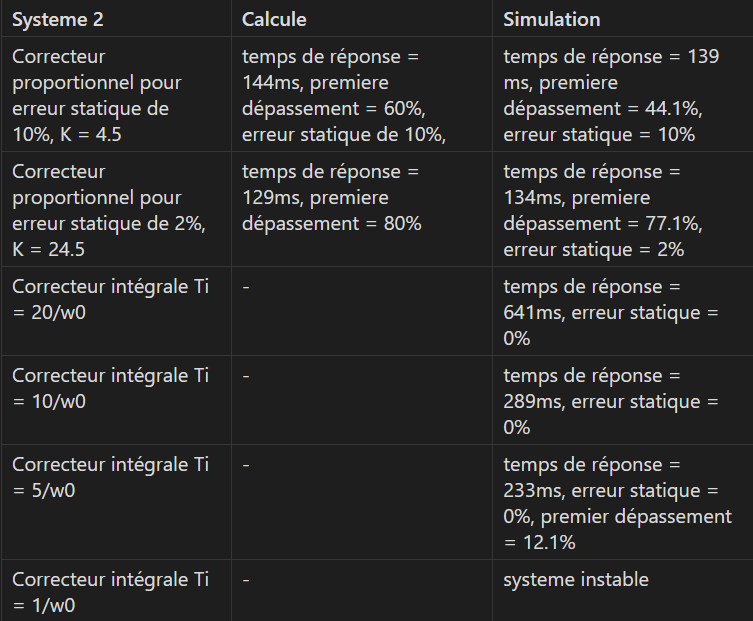 Systeme 2
Calcule
Simulation
Correcteur
proportionnel pour
erreur statique de
10%, K = 4.5
temps de réponse =
144ms, premiere
dépassement = 60%,
erreur statique de 10%,
temps de réponse = 139
ms, premiere
dépassement = 44.1%,
erreur statique = 10%
Correcteur
proportionnel pour
erreur statique de 2%,
K = 24.5
temps de réponse =
129ms, premiere
dépassement = 80%
temps de réponse =
134ms, premiere
dépassement = 77.1%,
erreur statique = 2%
Correcteur intégrale Ti
= 20/w0
-
temps de réponse =
641ms, erreur statique =
0%
Correcteur intégrale Ti
= 10/w0
-
temps de réponse =
289ms, erreur statique =
0%
Correcteur intégrale Ti
= 5/w0
-
temps de réponse =
233ms, erreur statique =
0%, premier dépassement
= 12.1%
Correcteur intégrale Ti
= 1/w0
-
systeme instable